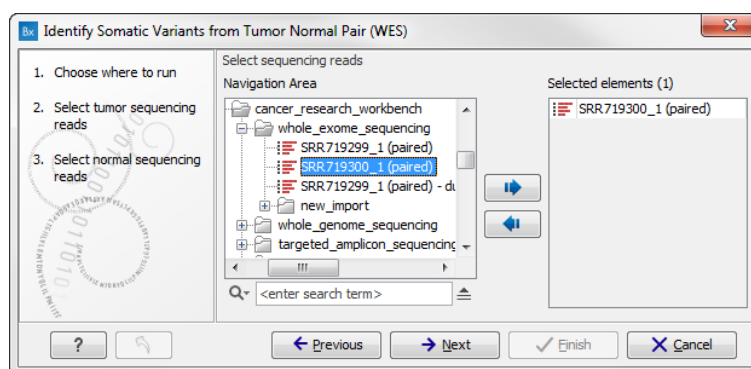 Bx Identify Somatic Variants from Tumor Normal Pair (WES)
1. Choose where to run
2. Select tumor sequencing
reads
3. Select normal sequencing
reads
Select sequencing reads
Navigation Area
cancer_research_workbench
whole_exome_sequencing
SRR719299_1 (paired)
SRR719300_1 (paired)
SRR719299_1 (paired) - du
new_import
whole_genome_sequencing
targeted_amplicon_sequencing
<enter search term>
Selected elements (1)
SRR719300_1 (paired)
?
Previous
Next
Finish
Cancel